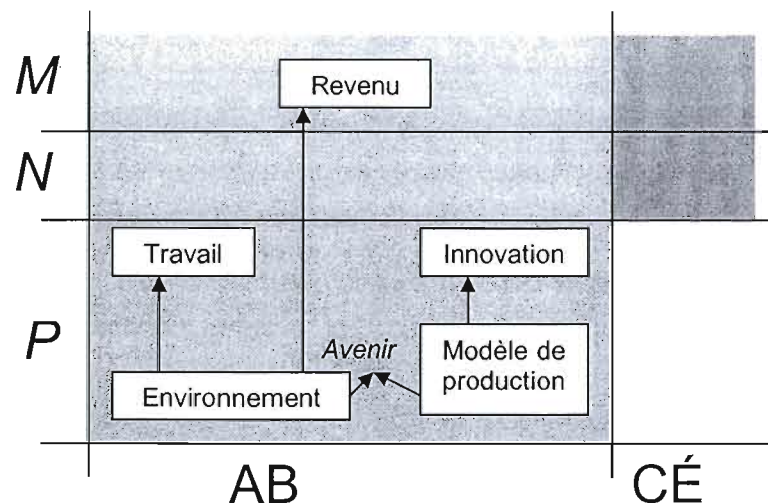 M
Revenu
N
Travail
Innovation
P
Avenir
Modèle de
production
Environnement
AB
CÉ